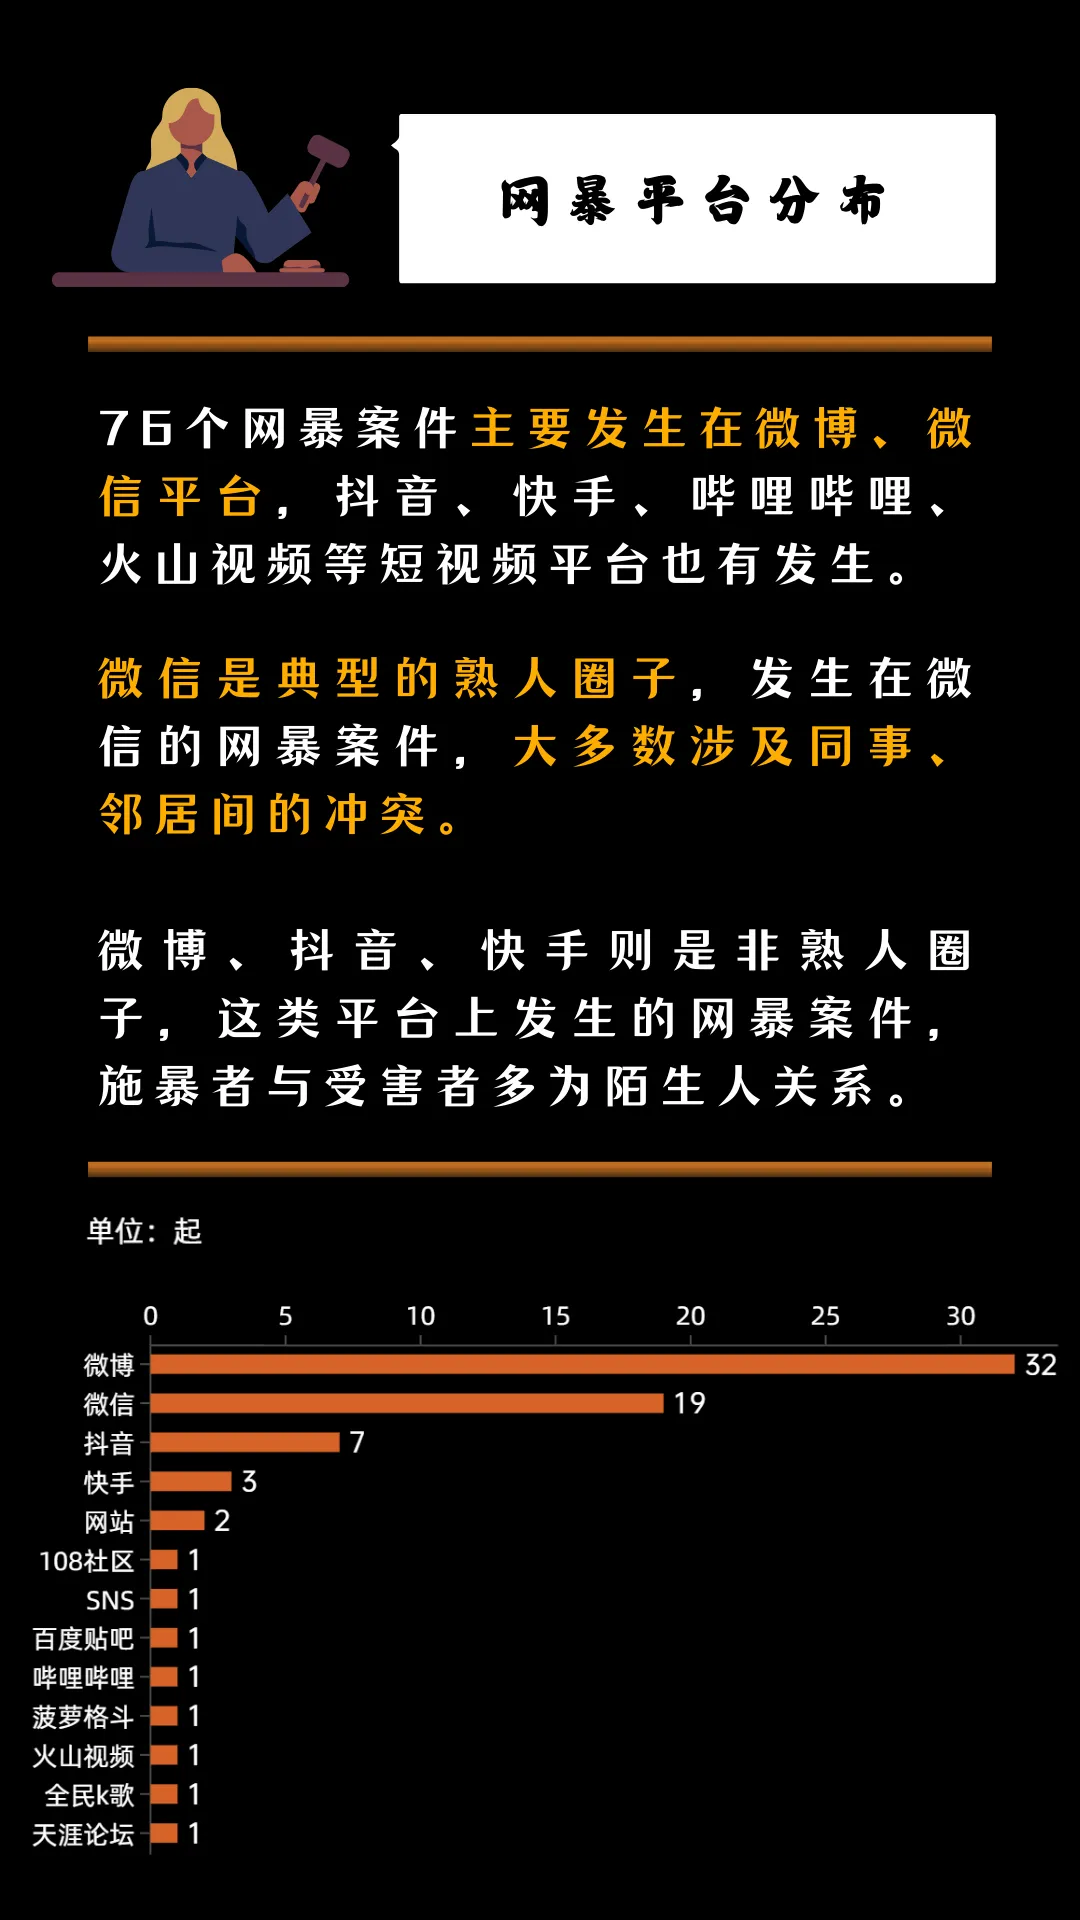 网暴平台分布
76个网暴案件主要发生在微博、微
信平台，抖音、快手、哔哩哔哩、
火山视频等短视频平台也有发生。
微信是典型的熟人圈子，发生在微
信的网暴案件，大多数涉及同事、
邻居间的冲突。
微博、抖音、快手则是非熟人圈
子，这类平台上发生的网暴案件，
施暴者与受害者多为陌生人关系。
单位：起
0 5 10 15 20 25 30
微博 32
微信 19
抖音 7
快手 3
网站 2
108社区 1
SNS 1
百度贴吧 1
哔哩哔哩 1
菠萝格斗 1
火山视频 1
全民k歌 1
天涯论坛 1